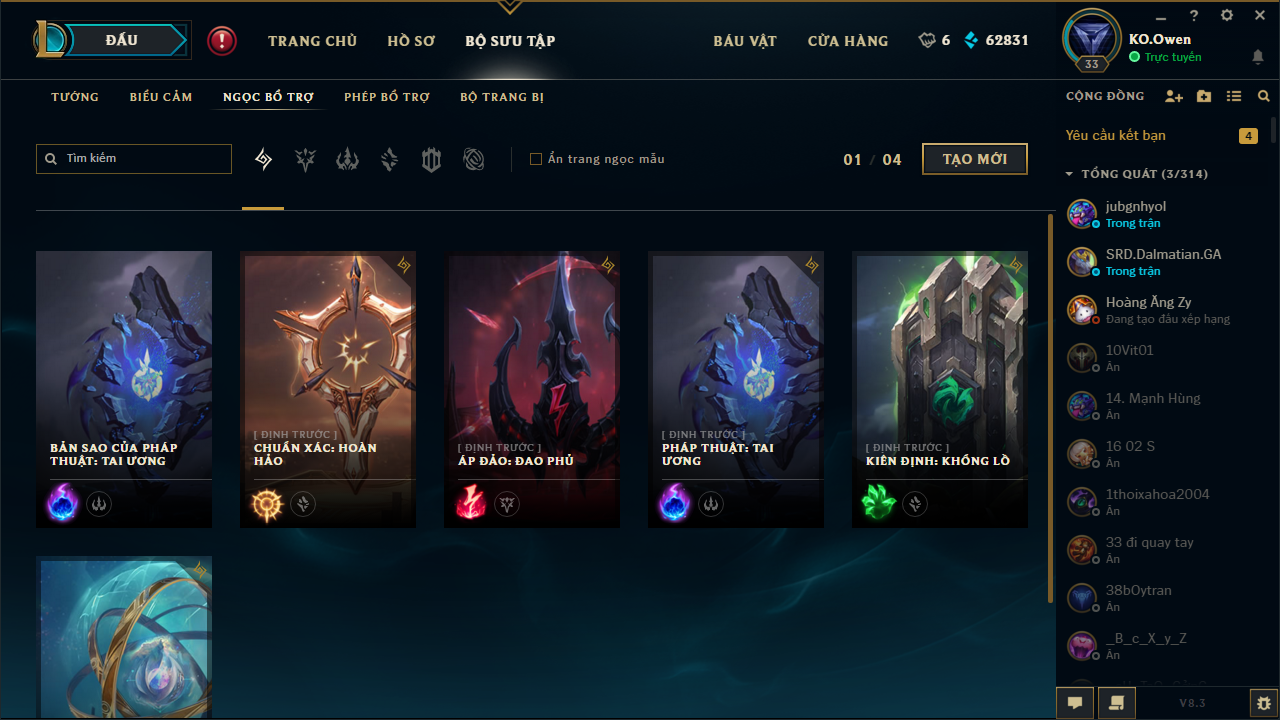 ĐẤU
TRANG CHỦ
HỒ SƠ
BỘ SƯU TẬP
BÁU VẬT
CỬA HÀNG
6
62831
33
KO.Owen
Trực tuyến
TƯỚNG
BIỂU CẢM
NGỌC BỔ TRỢ
PHÉP BỔ TRỢ
BỘ TRANG BỊ
CỘNG ĐỒNG
Tìm kiếm
Ẩn trang ngọc mẫu
01 / 04
TẠO MỚI
Yêu cầu kết bạn
4
TỔNG QUÁT (3/314)
jubgnhyol
Trong trận
SRD.Dalmatian.GA
Trong trận
Hoàng Ăng Zy
Đang tạo đấu xếp hạng
10Vit01
Ẩn
14. Mạnh Hùng
Ẩn
16 02 S
Ẩn
1thoixahoa2004
Ẩn
33 đi quay tay
Ẩn
38bOytran
Ẩn
_B_c_X_y_Z
Ẩn
BẢN SAO CỦA PHÁP
THUẬT: TAI ƯƠNG
[ ĐỊNH TRƯỚC ]
CHUẨN XÁC: HOÀN
HẢO
[ ĐỊNH TRƯỚC ]
ÁP ĐẢO: ĐAO PHỦ
[ ĐỊNH TRƯỚC ]
PHÁP THUẬT: TAI
ƯƠNG
[ ĐỊNH TRƯỚC ]
KIÊN ĐỊNH: KHỔNG LỒ
V8.3